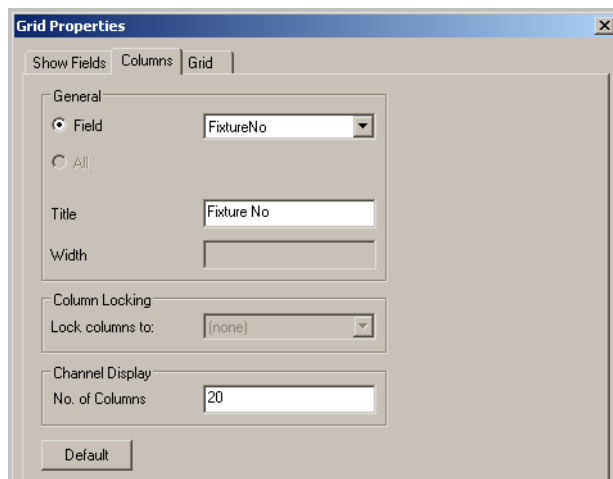 Grid Properties
Show Fields Columns Grid
General
Field FixtureNo
All
Title Fixture No
Width
Column Locking
Lock columns to: (none)
Channel Display
No. of Columns 20
Default